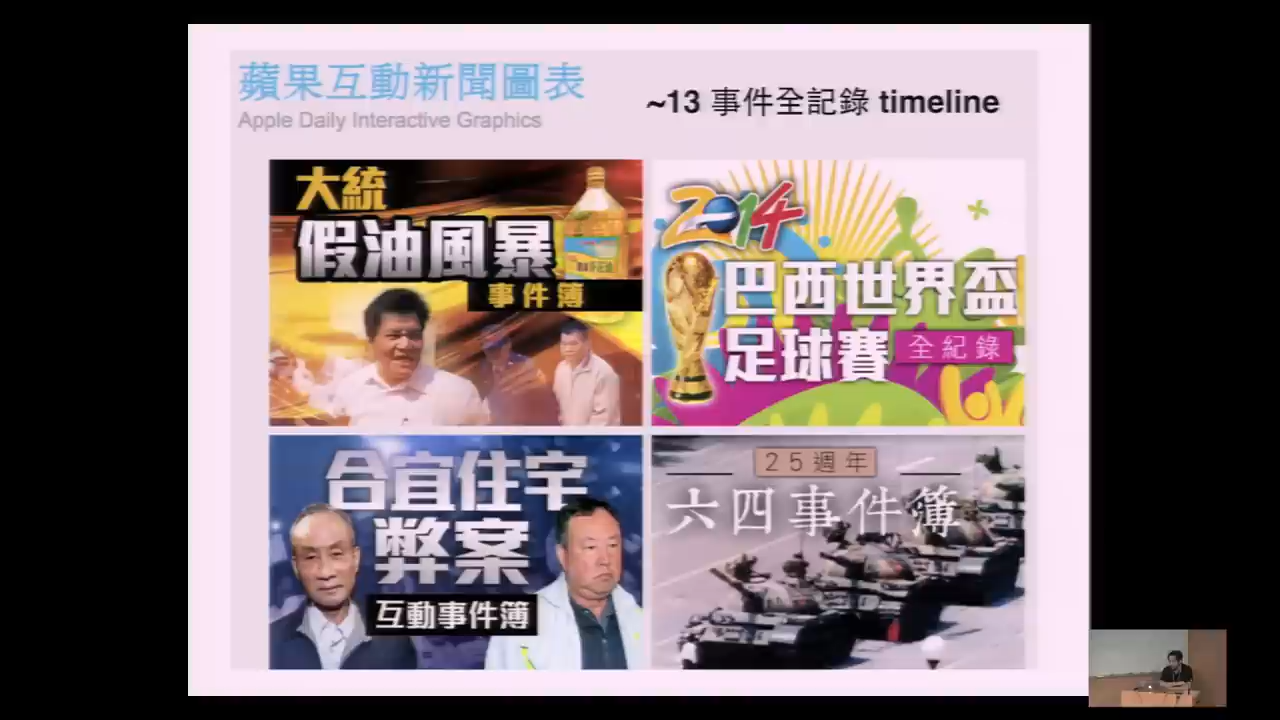 蘋果互動新聞圖表
Apple Daily Interactive Graphics
~13 事件全記錄 timeline
大統
假油風暴
事件簿
2014
巴西世界盃
足球賽 全紀錄
合宜住宅
弊案
互動事件簿
25週年
六四事件簿